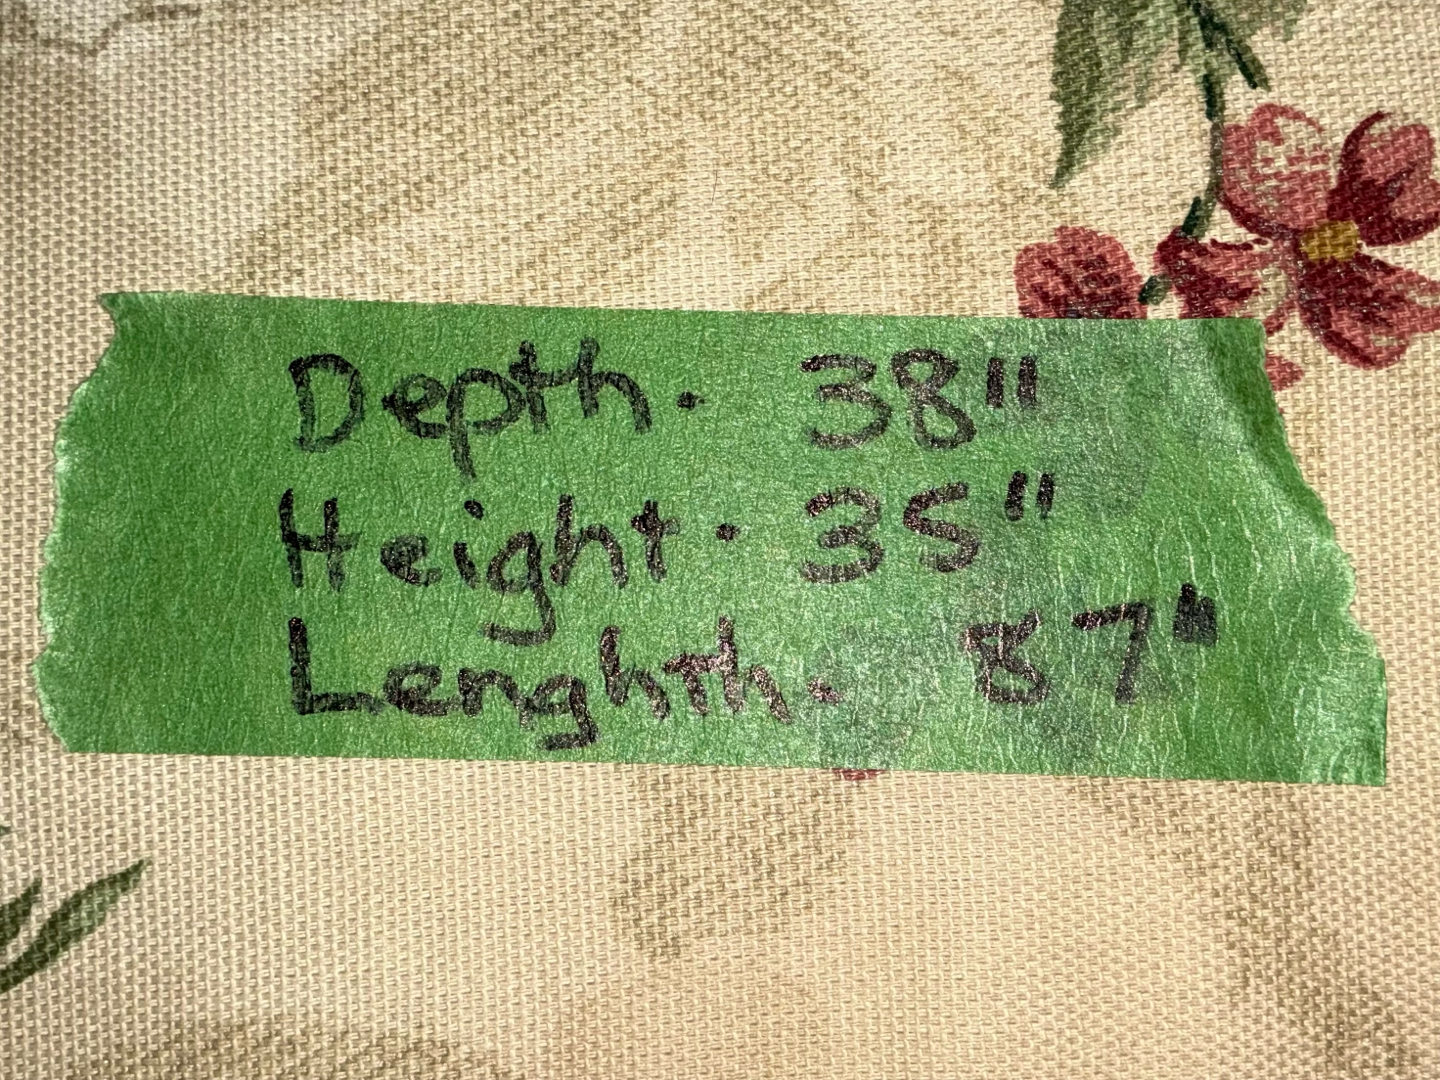 Depth. 38"
Height. 35"
Lenghth. 87"